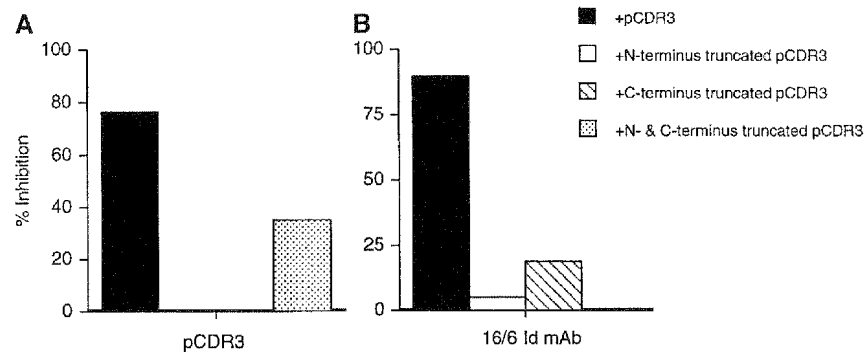 A
% Inhibition
100
80
60
40
20
0
pCDR3
B
100
75
50
25
0
16/6 Id mAb
+pCDR3
+N-terminus truncated pCDR3
+C-terminus truncated pCDR3
+N- & C-terminus truncated pCDR3